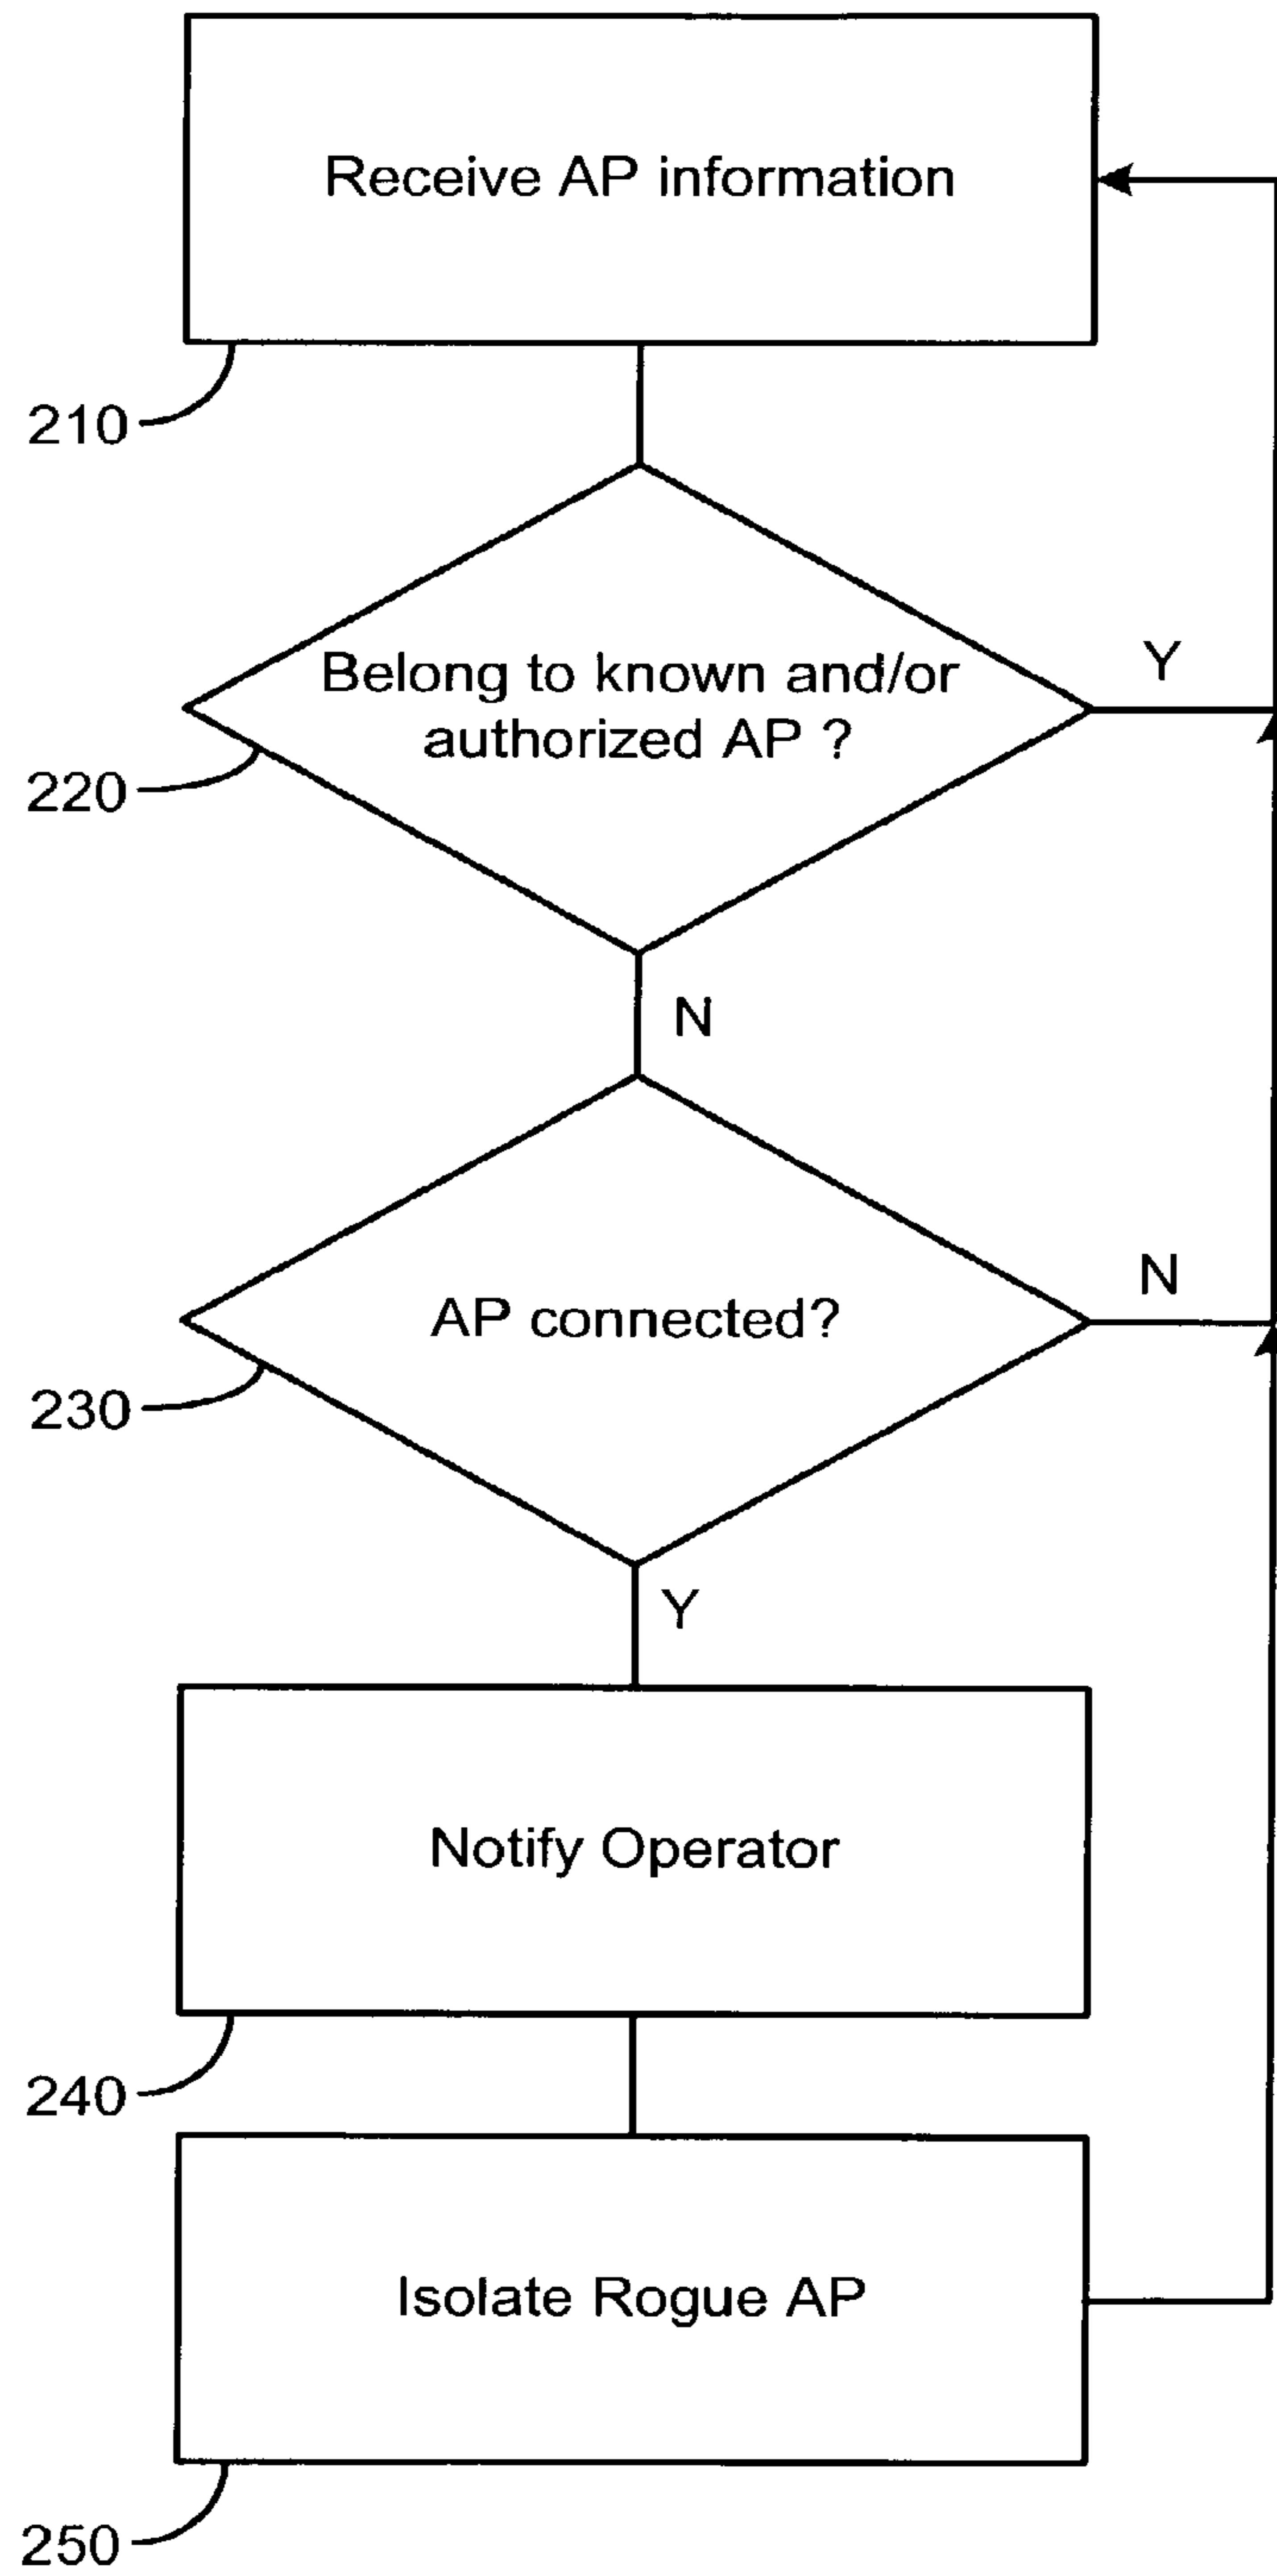 Receive AP information
210
Belong to known and/or
authorized AP ?
Y
220
N
AP connected?
N
230
Y
Notify Operator
240
Isolate Rogue AP
250